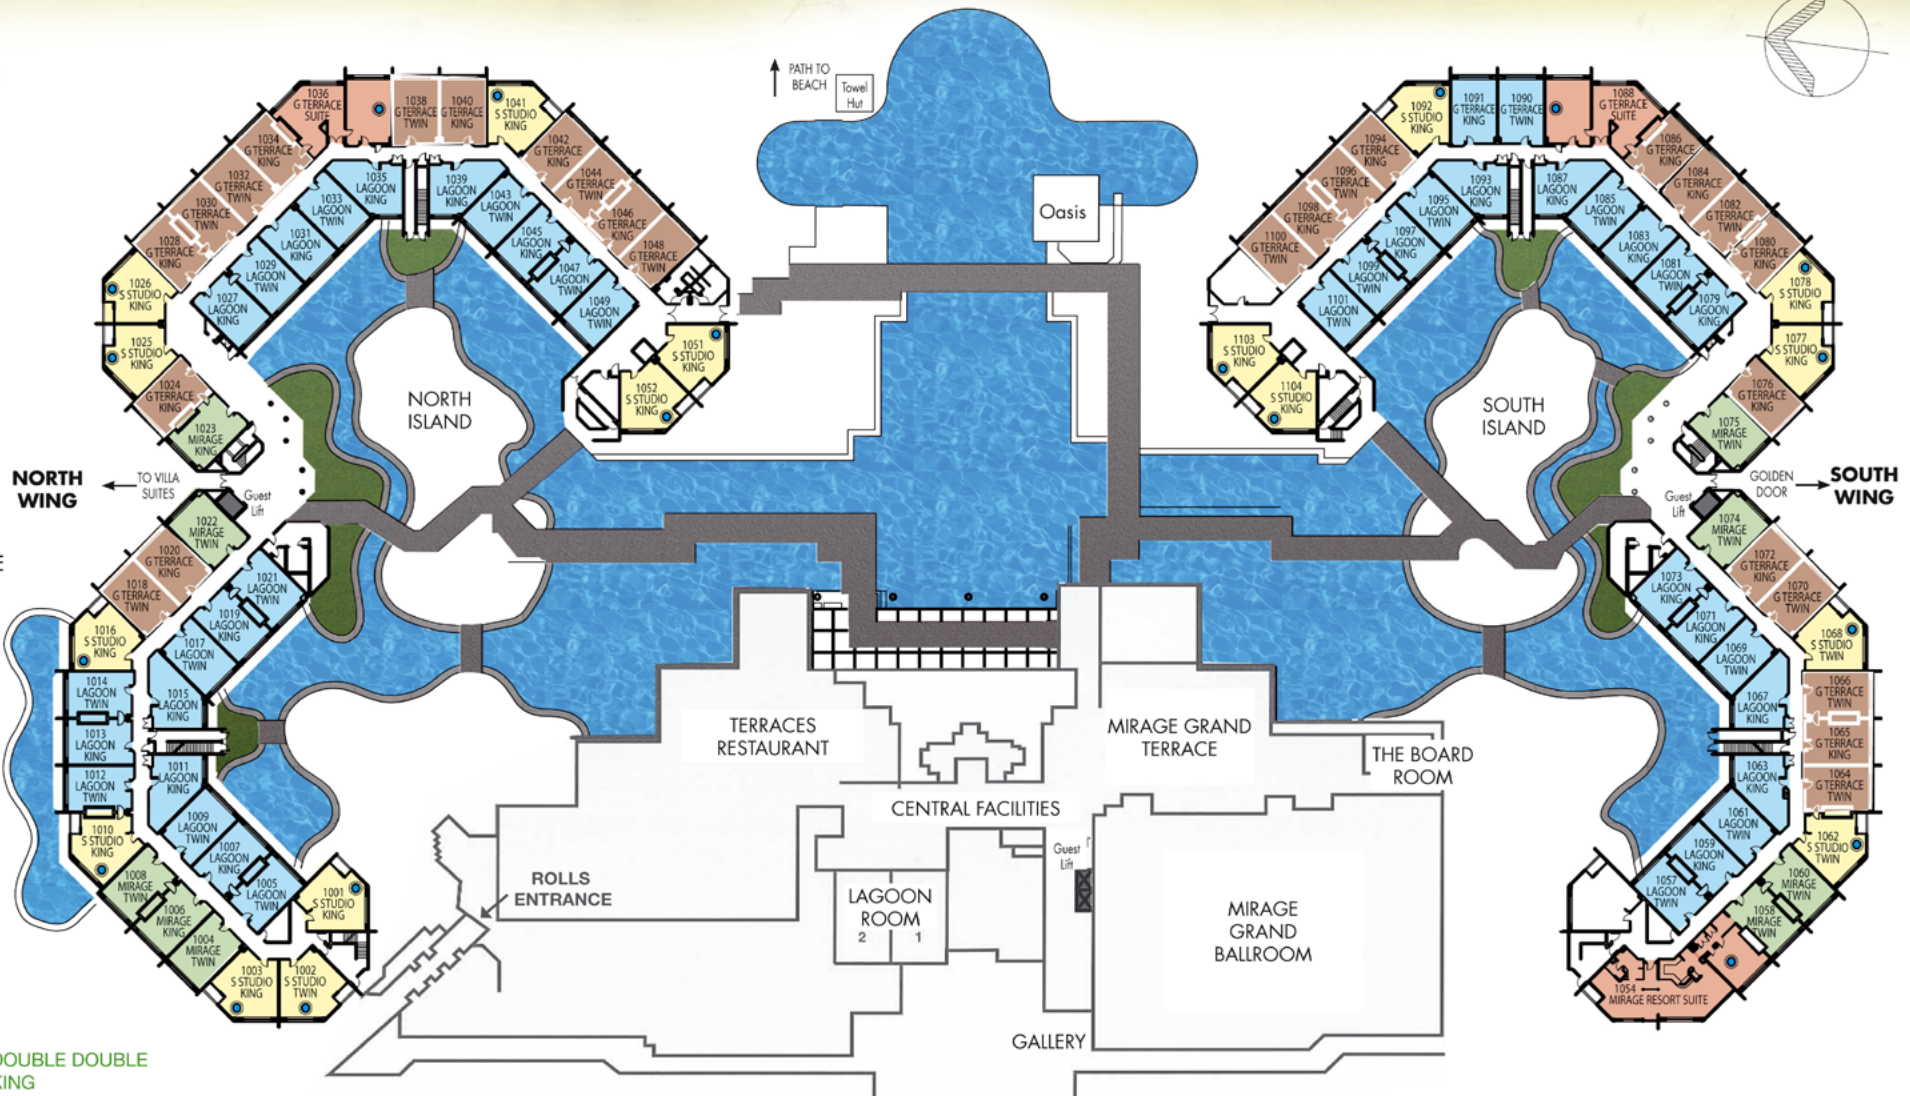 PATH TO
BEACH
Towel
Hut
Oasis
1036
G TERRACE
SUITE
1038
G TERRACE
TWIN
1040
G TERRACE
KING
1041
S STUDIO
KING
1034
G TERRACE
KING
1032
G TERRACE
TWIN
1030
G TERRACE
TWIN
1028
G TERRACE
KING
1026
S STUDIO
KING
1025
S STUDIO
KING
1024
G TERRACE
KING
1023
MIRAGE
KING
1035
LAGOON
KING
1033
LAGOON
TWIN
1031
LAGOON
KING
1029
LAGOON
TWIN
1027
LAGOON
KING
1039
LAGOON
KING
1043
LAGOON
TWIN
1045
LAGOON
KING
1047
LAGOON
TWIN
1049
LAGOON
TWIN
1042
G TERRACE
KING
1044
G TERRACE
TWIN
1046
G TERRACE
KING
1048
G TERRACE
TWIN
1051
S STUDIO
KING
1052
S STUDIO
KING
NORTH
ISLAND
NORTH
WING
TO VILLA
SUITES
Guest
Lift
1022
MIRAGE
TWIN
1020
G TERRACE
KING
1018
G TERRACE
TWIN
1016
S STUDIO
KING
1021
LAGOON
TWIN
1019
LAGOON
KING
1017
LAGOON
TWIN
1015
LAGOON
KING
1014
LAGOON
TWIN
1013
LAGOON
KING
1012
LAGOON
TWIN
1011
LAGOON
KING
1010
S STUDIO
KING
1009
LAGOON
TWIN
1007
LAGOON
KING
1005
LAGOON
TWIN
1008
MIRAGE
TWIN
1006
MIRAGE
KING
1004
MIRAGE
TWIN
1003
S STUDIO
KING
1002
S STUDIO
TWIN
1001
S STUDIO
KING
E
DOUBLE DOUBLE
KING
ROLLS
ENTRANCE
TERRACES
RESTAURANT
CENTRAL FACILITIES
LAGOON
ROOM
2 1
MIRAGE GRAND
TERRACE
THE BOARD
ROOM
Guest
Lift
MIRAGE
GRAND
BALLROOM
GALLERY
1092
S STUDIO
KING
1091
G TERRACE
KING
1090
G TERRACE
TWIN
1088
G TERRACE
SUITE
1094
G TERRACE
KING
1096
G TERRACE
TWIN
1098
G TERRACE
KING
1100
G TERRACE
TWIN
1093
LAGOON
KING
1095
LAGOON
TWIN
1097
LAGOON
KING
1099
LAGOON
TWIN
1101
LAGOON
TWIN
1103
S STUDIO
KING
1104
S STUDIO
KING
1087
LAGOON
KING
1085
LAGOON
TWIN
1083
LAGOON
KING
1081
LAGOON
TWIN
1079
LAGOON
KING
1086
G TERRACE
KING
1084
G TERRACE
TWIN
1082
G TERRACE
TWIN
1080
G TERRACE
KING
1078
S STUDIO
KING
1077
S STUDIO
KING
1076
G TERRACE
KING
1075
MIRAGE
TWIN
SOUTH
ISLAND
GOLDEN
DOOR
SOUTH
WING
Guest
Lift
1074
MIRAGE
TWIN
1072
G TERRACE
KING
1070
G TERRACE
TWIN
1068
S STUDIO
TWIN
1073
LAGOON
KING
1071
LAGOON
KING
1069
LAGOON
TWIN
1067
LAGOON
KING
1066
G TERRACE
TWIN
1065
G TERRACE
KING
1064
G TERRACE
TWIN
1063
LAGOON
KING
1062
S STUDIO
TWIN
1061
LAGOON
TWIN
1059
LAGOON
KING
1057
LAGOON
TWIN
1060
MIRAGE
TWIN
1058
MIRAGE
TWIN
1054
MIRAGE RESORT SUITE